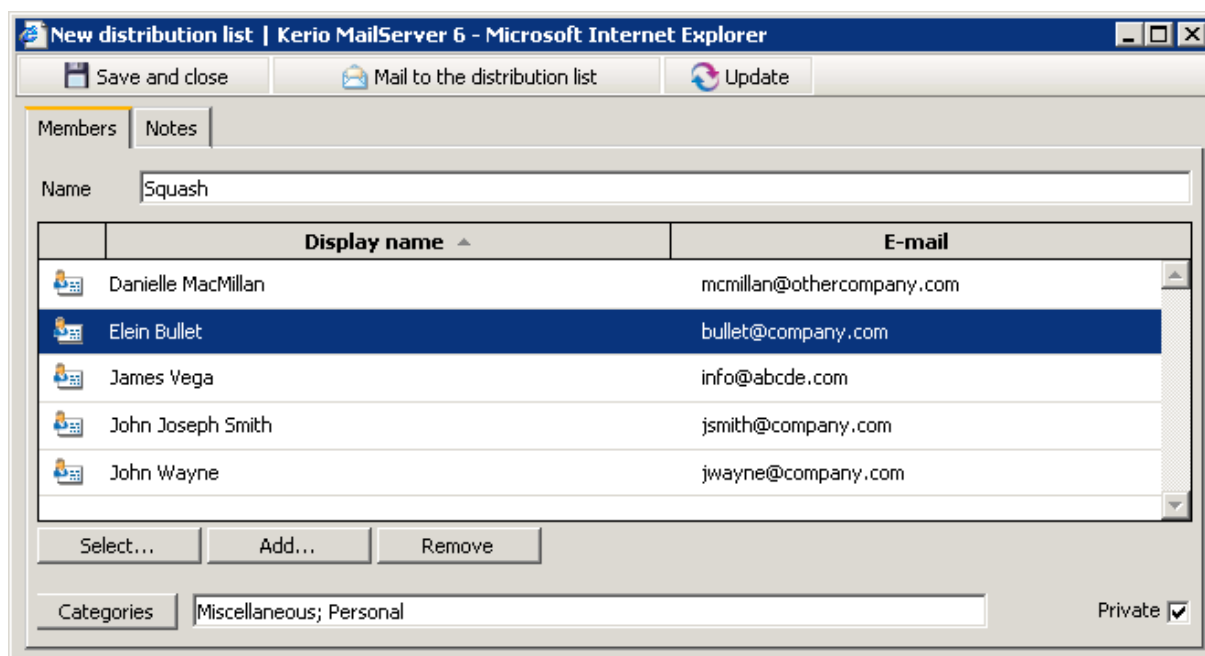 New distribution list | Kerio MailServer 6 - Microsoft Internet Explorer
Save and close Mail to the distribution list Update
Members Notes
Name Squash
Display name E-mail
Danielle MacMillan mcmillan@othercompany.com
Elein Bullet bullet@company.com
James Vega info@abcde.com
John Joseph Smith jsmith@company.com
John Wayne jwayne@company.com
Select... Add... Remove
Categories Miscellaneous; Personal Private